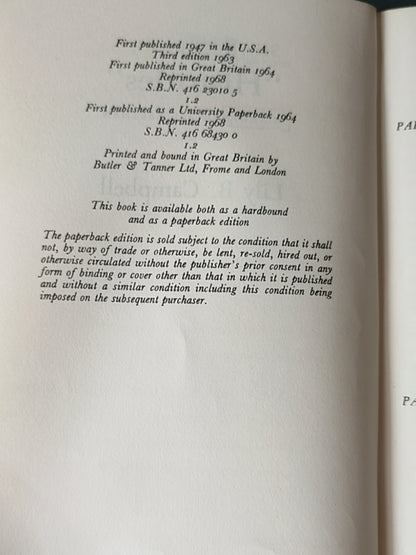 First published 1947 in the U.S.A.
Third edition 1963
First published in Great Britain 1964
Reprinted 1968
S.B.N. 416 23010 5
1.2
First published as a University Paperback 1964
Reprinted 1968
S.B.N. 416 68430 0
1.2
Printed and bound in Great Britain by
Butler & Tanner Ltd, Frome and London
This book is available both as a hardbound
and as a paperback edition
The paperback edition is sold subject to the condition that it shall
not, by way of trade or otherwise, be lent, re-sold, hired out, or
otherwise circulated without the publisher's prior consent in any
form of binding or cover other than that in which it is published
and without a similar condition including this condition being
imposed on the subsequent purchaser.